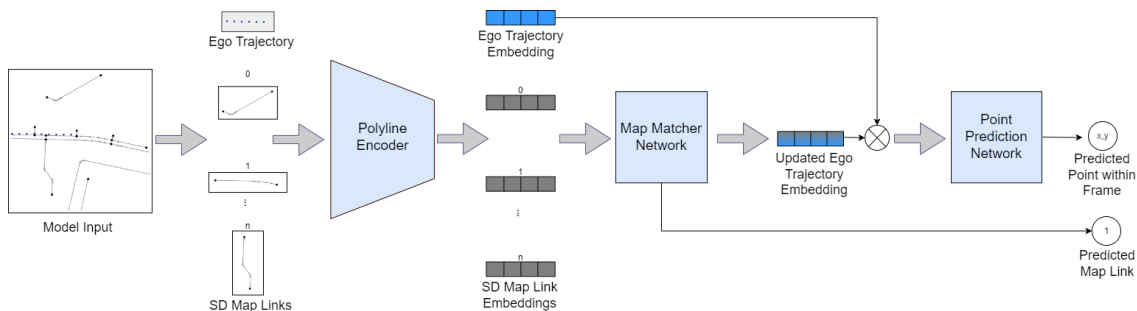 Model Input
Ego Trajectory
0
1
⋮
n
SD Map Links
Polyline
Encoder
Ego Trajectory
Embedding
0
1
⋮
n
SD Map Link
Embeddings
Map Matcher
Network
Updated Ego
Trajectory
Embedding
Point
Prediction
Network
x,y
Predicted
Point within
Frame
1
Predicted
Map Link